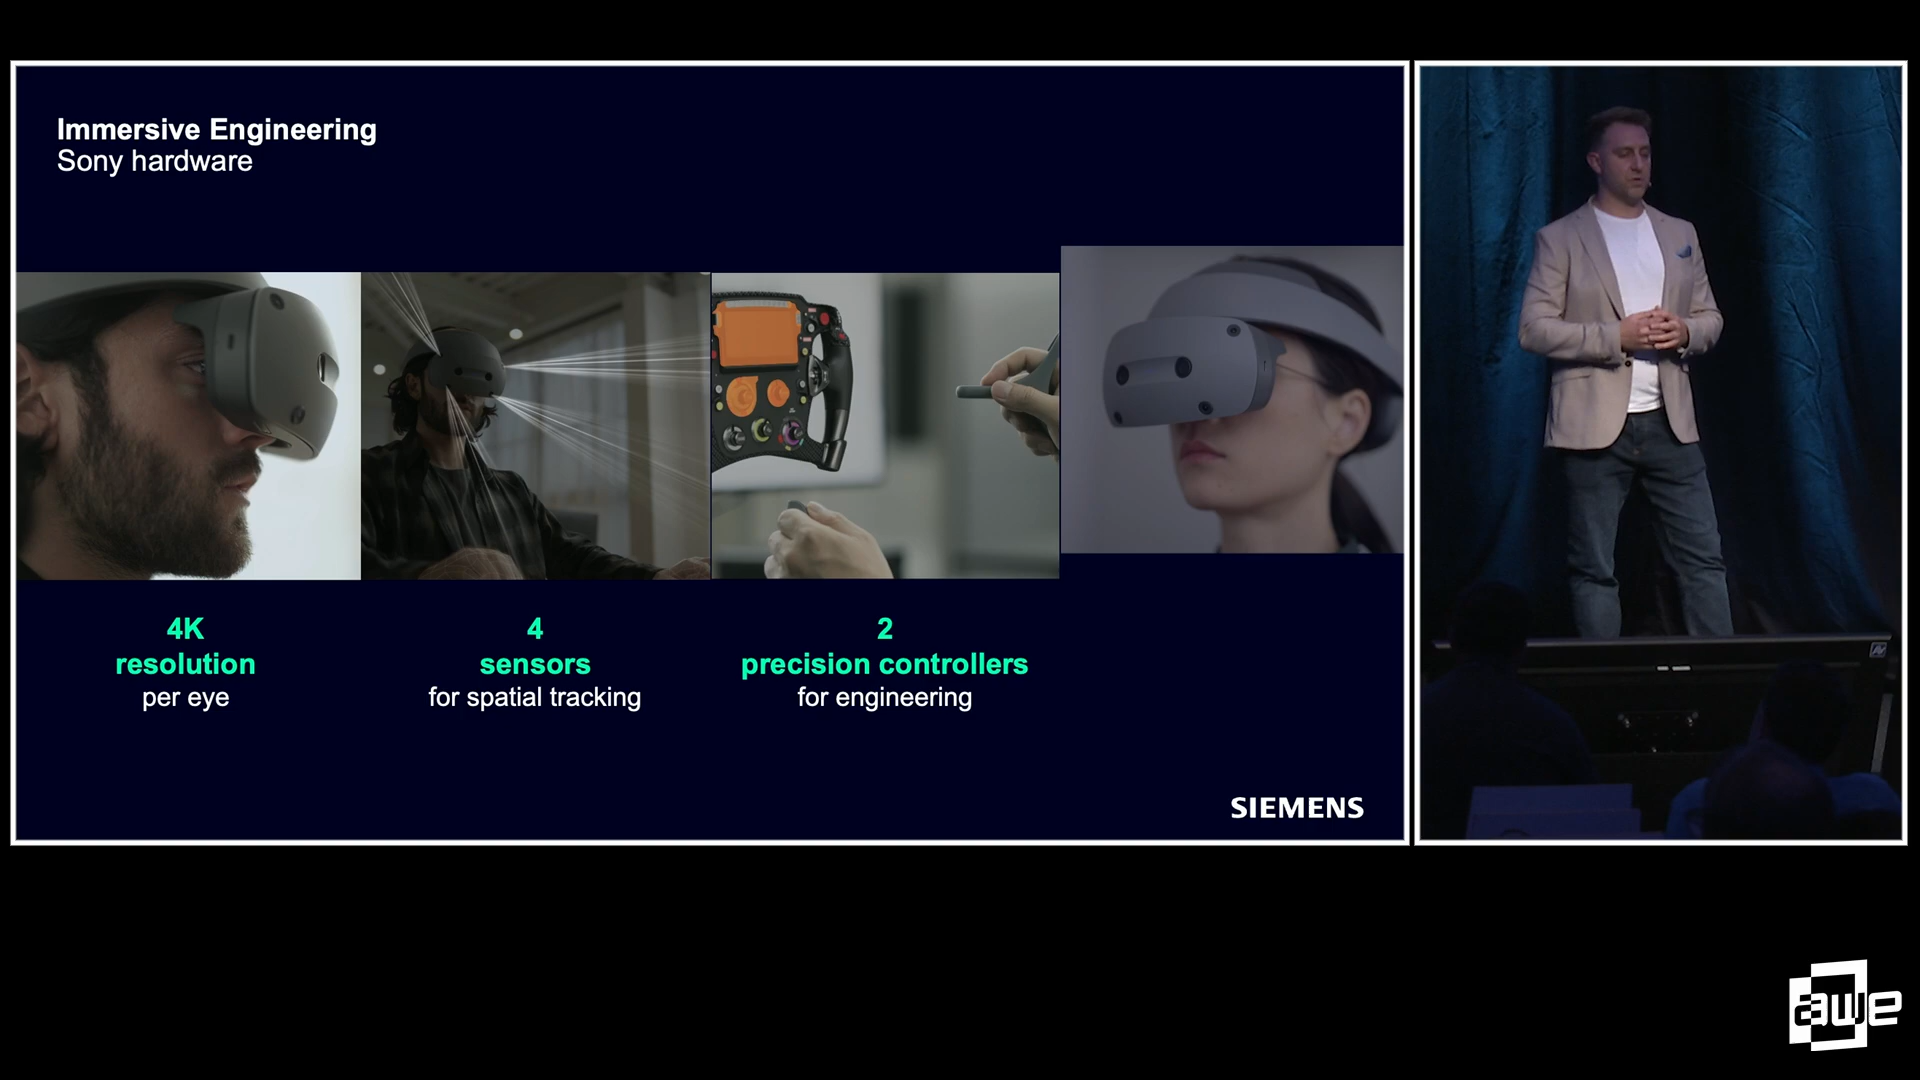 Immersive Engineering
Sony hardware
4K
resolution
per eye
4
sensors
for spatial tracking
2
precision controllers
for engineering
SIEMENS
awe